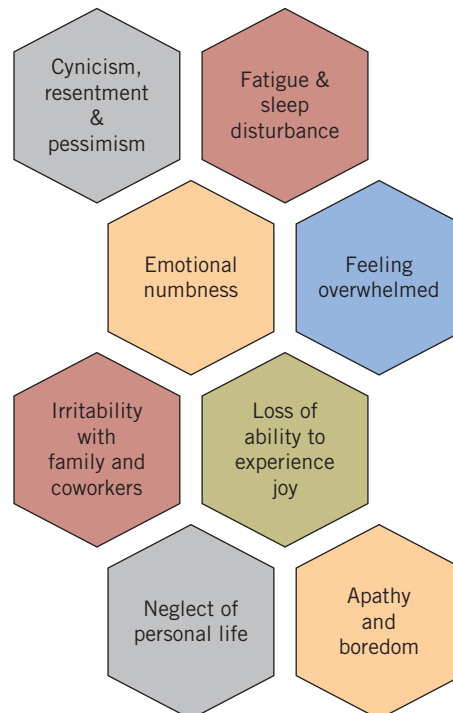 Cynicism,
resentment
&
pessimism
Fatigue &
sleep
disturbance
Emotional
numbness
Feeling
overwhelmed
Irritability
with
family and
coworkers
Loss of
ability to
experience
joy
Neglect of
personal life
Apathy
and
boredom